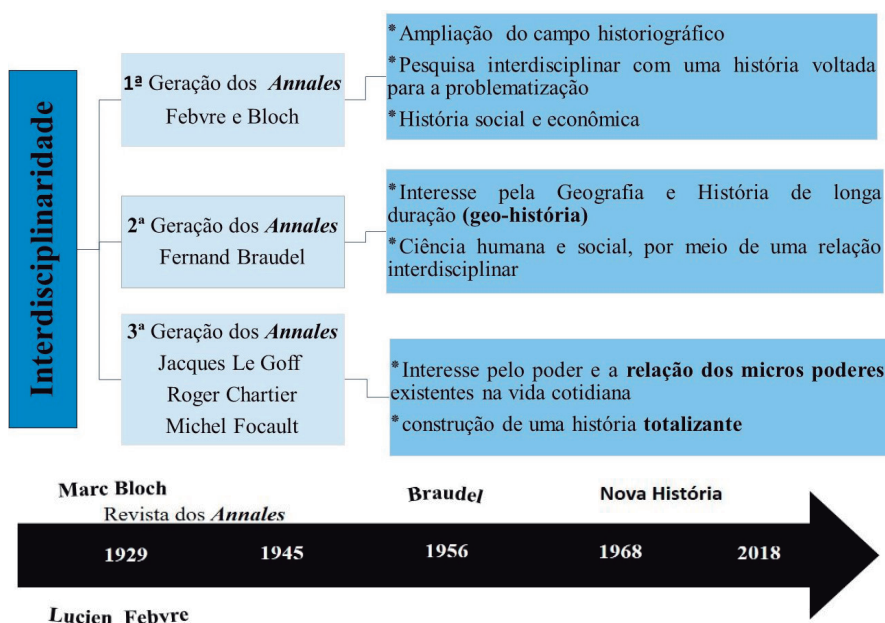 Interdisciplinaridade
1ª Geração dos Annales
Febvre e Bloch
*Ampliação do campo historiográfico
*Pesquisa interdisciplinar com uma história voltada
para a problematização
*História social e econômica
2ª Geração dos Annales
Fernand Braudel
*Interesse pela Geografia e História de longa
duração (geo-história)
*Ciência humana e social, por meio de uma relação
interdisciplinar
3ª Geração dos Annales
Jacques Le Goff
Roger Chartier
Michel Focault
*Interesse pelo poder e a relação dos micros poderes
existentes na vida cotidiana
*construção de uma história totalizante
Marc Bloch
Revista dos Annales
Braudel
Nova História
1929 1945 1956 1968 2018
Lucien Febvre